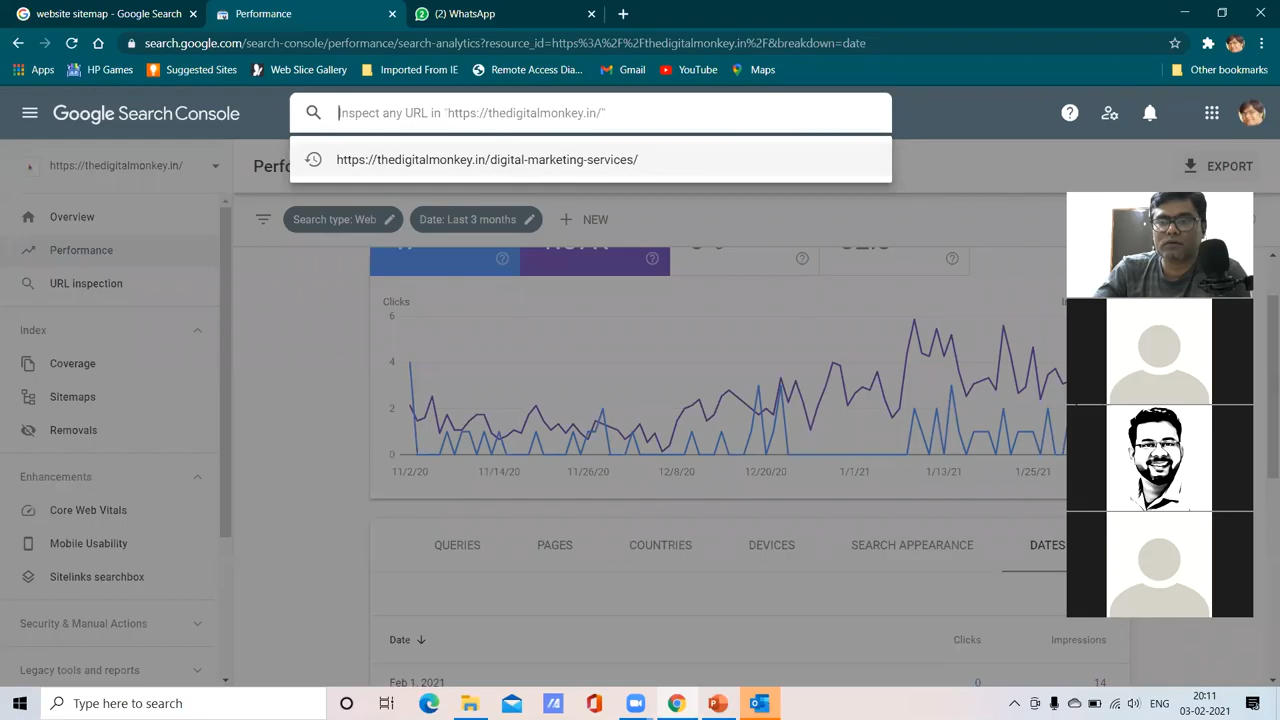 website sitemap - Google Search
Performance
(2) WhatsApp
search.google.com/search-console/performance/search-analytics?resource_id=https%3A%2F%2Fthedigitalmonkey.in%2F&breakdown=date
Apps
HP Games
Suggested Sites
Web Slice Gallery
Imported From IE
Remote Access Dia...
Gmail
YouTube
Maps
Other bookmarks
Google Search Console
Inspect any URL in "https://thedigitalmonkey.in/"
https://thedigitalmonkey.in/digital-marketing-services/
https://thedigitalmonkey.in/
EXPORT
Search type: Web
Date: Last 3 months
NEW
Overview
Performance
URL inspection
Index
Coverage
Sitemaps
Removals
Enhancements
Core Web Vitals
Mobile Usability
Sitelinks searchbox
Security & Manual Actions
Legacy tools and reports
Clicks
6
4
2
0
11/2/20
11/14/20
11/26/20
12/8/20
12/20/20
1/1/21
1/13/21
1/25/21
QUERIES
PAGES
COUNTRIES
DEVICES
SEARCH APPEARANCE
DATES
Date
Clicks
Impressions
Feb 1, 2021
0
14
Type here to search
ENG
20:11
03-02-2021